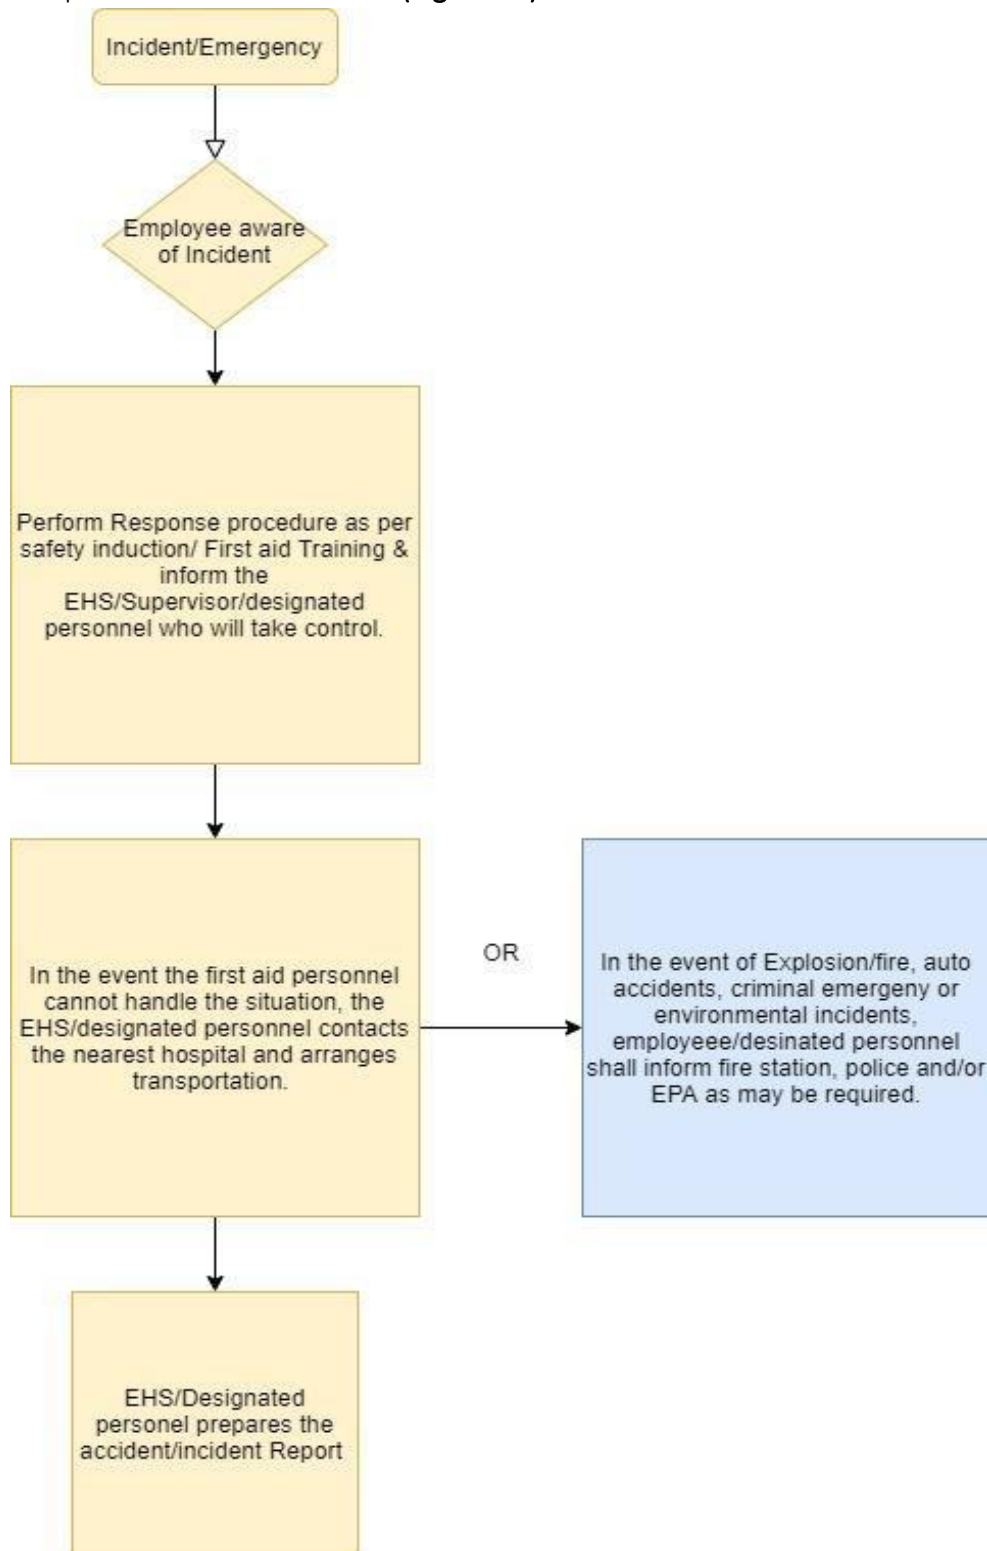 Incident/Emergency
Employee aware
of Incident
Perform Response procedure as per
safety induction/ First aid Training &
inform the
EHS/Supervisor/designated
personnel who will take control.
In the event the first aid personnel
cannot handle the situation, the
EHS/designated personnel contacts
the nearest hospital and arranges
transportation.
OR
In the event of Explosion/fire, auto
accidents, criminal emergeny or
environmental incidents,
employeee/desinated personnel
shall inform fire station, police and/or
EPA as may be required.
EHS/Designated
personel prepares the
accident/incident Report